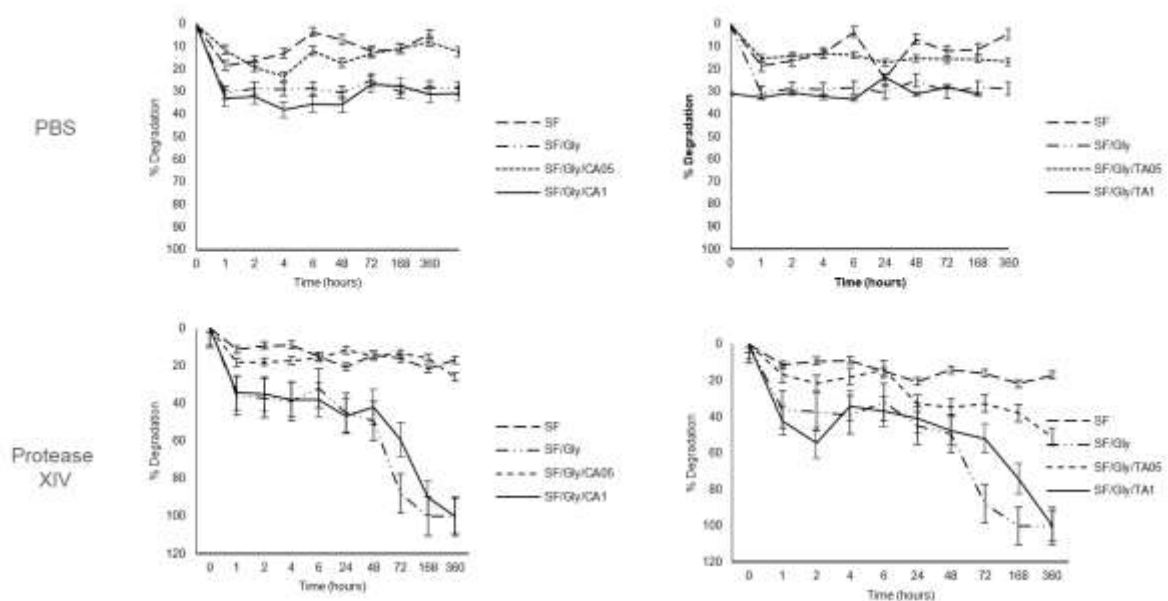 PBS
% Degradation
0
10
20
30
40
50
60
70
80
90
100
0 1 2 4 6 48 72 168 360
Time (hours)
SF
SF/Gly
SF/Gly/CA05
SF/Gly/CA1
% Degradation
0
10
20
30
40
50
60
70
80
90
100
0 1 2 4 6 24 48 72 168 360
Time (hours)
SF
SF/Gly
SF/Gly/TA05
SF/Gly/TA1
Protease
XIV
% Degradation
0
20
40
60
80
100
120
0 1 2 4 6 24 48 72 168 360
Time (hours)
SF
SF/Gly
SF/Gly/CA05
SF/Gly/CA1
% Degradation
0
20
40
60
80
100
120
0 1 2 4 6 24 48 72 168 360
Time (hours)
SF
SF/Gly
SF/Gly/TA05
SF/Gly/TA1